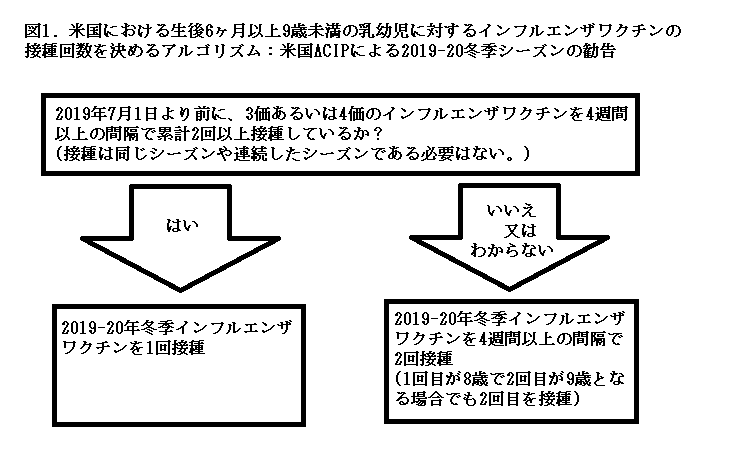 図1．米国における生後6ヶ月以上9歳未満の乳幼児に対するインフルエンザワクチンの
接種回数を決めるアルゴリズム：米国ACIPによる2019-20冬季シーズンの勧告
2019年7月1日より前に、3価あるいは4価のインフルエンザワクチンを4週間
以上の間隔で累計2回以上接種しているか？
(接種は同じシーズンや連続したシーズンである必要はない。)
はい
いいえ
又は
わからない
2019-20年冬季インフルエンザ
ワクチンを1回接種
2019-20年冬季インフルエンザ
ワクチンを4週間以上の間隔で
2回接種
(1回目が8歳で2回目が9歳とな
る場合でも2回目を接種)